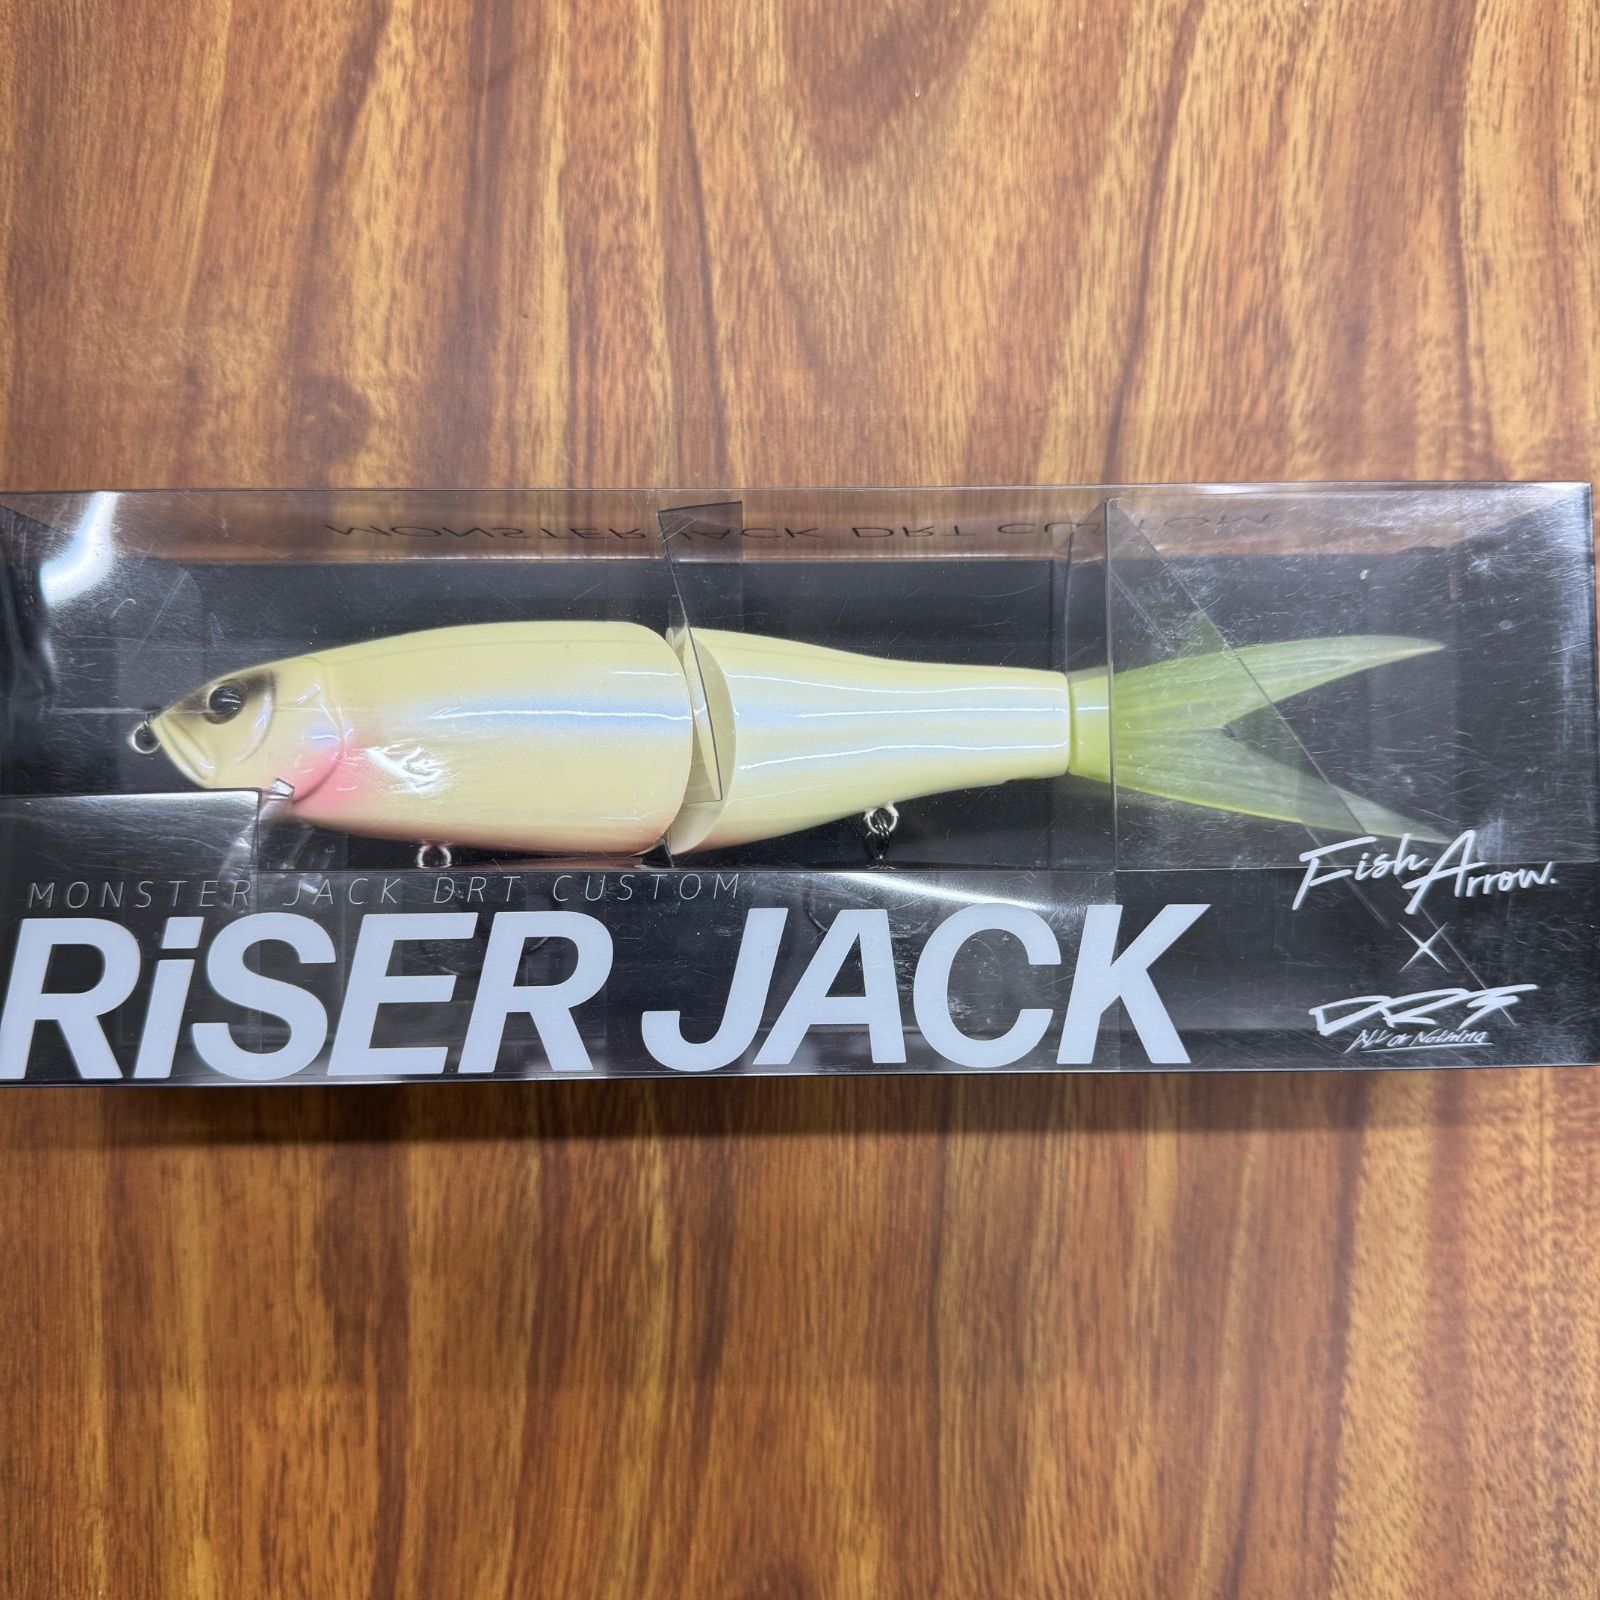 MONSTER JACK DRT CUSTOM
MONSTER JACK DRT CUSTOM
RiSER JACK
Fish Arrow.
×
DRT
All or Nothing